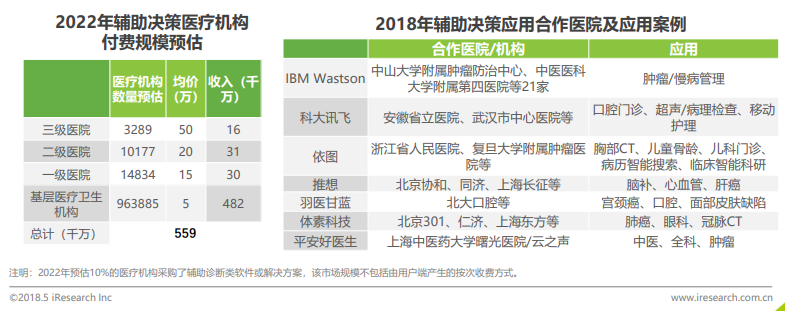 2022年辅助决策医疗机构
付费规模预估
医疗机构
数量预估
均价
(万)
收入（千
万）
三级医院 3289 50 16
二级医院 10177 20 31
一级医院 14834 15 30
基层医疗卫生
机构
963885 5 482
总计（千万） 559
2018年辅助决策应用合作医院及应用案例
合作医院/机构 应用
IBM Wastson
中山大学附属肿瘤防治中心、中医医科
大学附属第四医院等21家
肿瘤/慢病管理
科大讯飞
安徽省立医院、武汉市中心医院等
口腔门诊、超声/病理检查、移动
护理
依图
浙江省人民医院、复旦大学附属肿瘤医
院等
胸部CT、儿童骨龄、儿科门诊、
病历智能搜索、临床智能科研
推想 北京协和、同济、上海长征等 脑补、心血管、肝癌
羽医甘蓝 北大口腔等 宫颈癌、口腔、面部皮肤缺陷
体素科技 北京301、仁济、上海东方等 肺癌、眼科、冠脉CT
平安好医生 上海中医药大学曙光医院/云之声 中医、全科、肿瘤
注明：2022年预估10%的医疗机构采购了辅助诊断类软件或解决方案，该市场规模不包括由用户端产生的按次收费方式。
©2018.5 iResearch Inc www.iresearch.com.cn